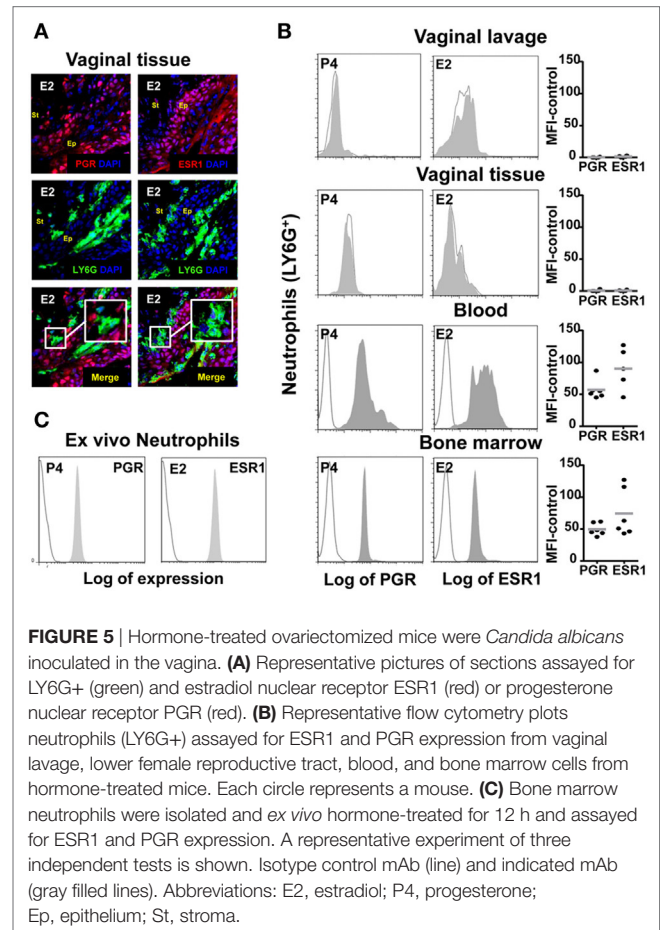 A
Vaginal tissue
E2
St
Ep
PGR DAPI
E2
St
Ep
ESR1 DAPI
E2
St
Ep
LY6G DAPI
E2
St
Ep
LY6G DAPI
E2
E2
Merge
Merge
B
Vaginal lavage
P4
E2
MFI-control
150
100
50
0
PGR ESR1
Vaginal tissue
P4
E2
MFI-control
150
100
50
0
PGR ESR1
Neutrophils (LY6G+)
Blood
P4
E2
MFI-control
150
100
50
0
PGR ESR1
Bone marrow
P4
E2
MFI-control
150
100
50
0
PGR ESR1
Log of PGR
Log of ESR1
C
Ex vivo Neutrophils
P4
PGR
0
E2
ESR1
Log of expression
FIGURE 5 | Hormone-treated ovariectomized mice were Candida albicans
inoculated in the vagina. (A) Representative pictures of sections assayed for
LY6G+ (green) and estradiol nuclear receptor ESR1 (red) or progesterone
nuclear receptor PGR (red). (B) Representative flow cytometry plots
neutrophils (LY6G+) assayed for ESR1 and PGR expression from vaginal
lavage, lower female reproductive tract, blood, and bone marrow cells from
hormone-treated mice. Each circle represents a mouse. (C) Bone marrow
neutrophils were isolated and ex vivo hormone-treated for 12 h and assayed
for ESR1 and PGR expression. A representative experiment of three
independent tests is shown. Isotype control mAb (line) and indicated mAb
(gray filled lines). Abbreviations: E2, estradiol; P4, progesterone;
Ep, epithelium; St, stroma.